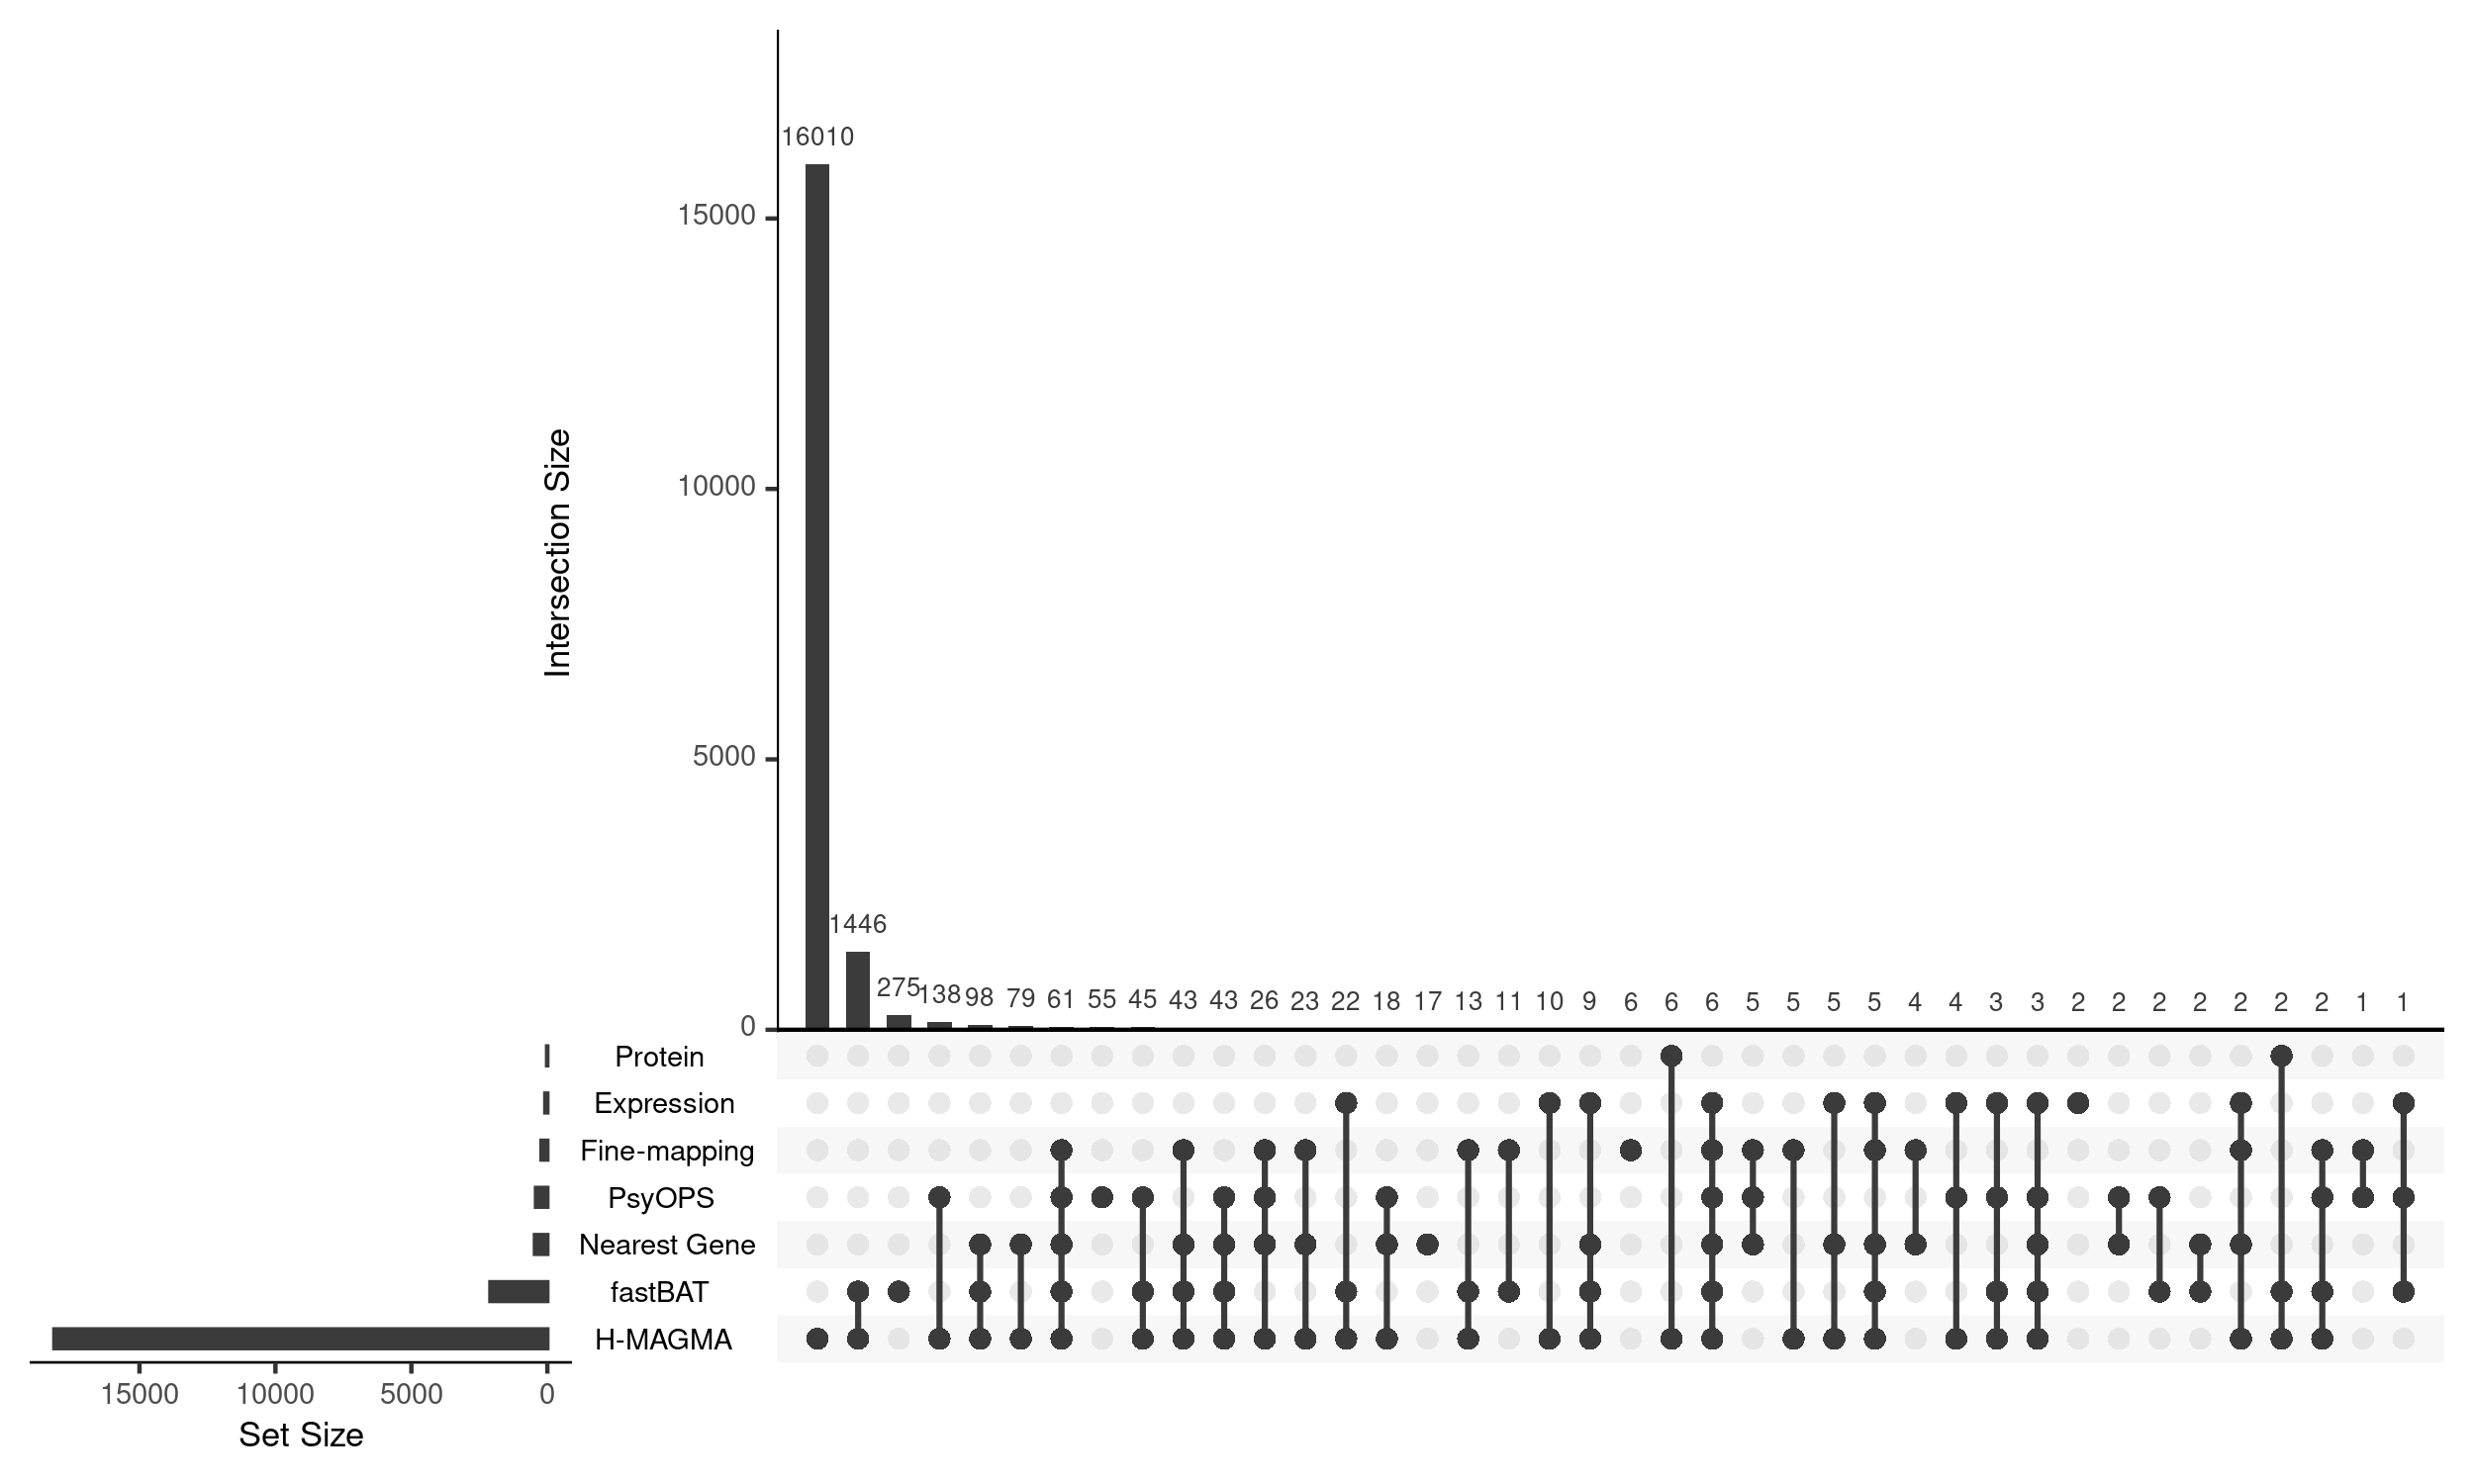 16010
15000
10000
Intersection Size
5000
1446
275 138 98 79 61 55 45 43 43 26 23 22 18 17 13 11 10 9 6 6 6 5 5 5 5 4 4 3 3 2 2 2 2 2 2 2 1 1
0
Protein
Expression
Fine-mapping
PsyOPS
Nearest Gene
fastBAT
H-MAGMA
15000 10000 5000 0
Set Size